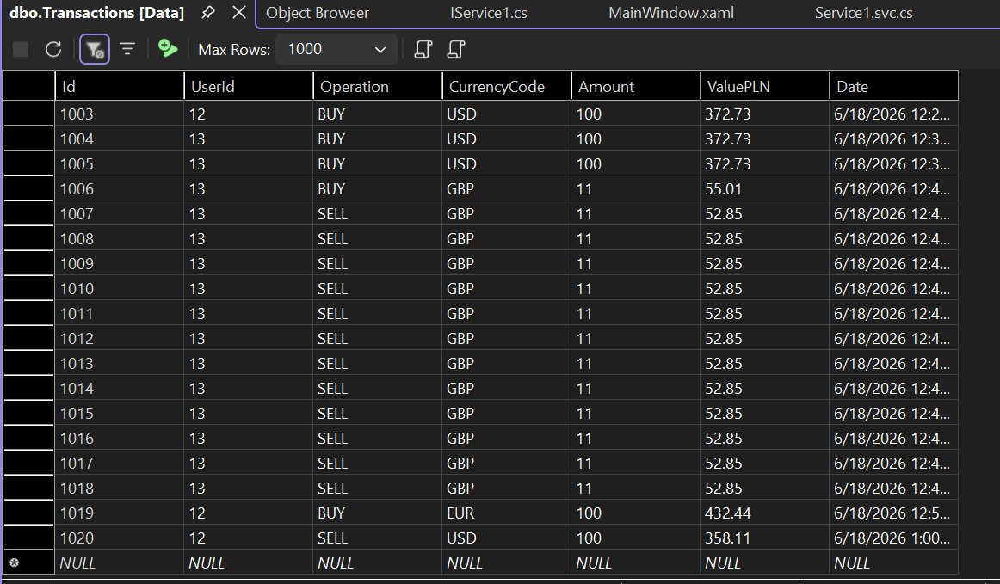 dbo.Transactions [Data] Object Browser IService1.cs MainWindow.xaml Service1.svc.cs
Max Rows: 1000
Id UserId Operation CurrencyCode Amount ValuePLN Date
1003 12 BUY USD 100 372.73 6/18/2026 12:2...
1004 13 BUY USD 100 372.73 6/18/2026 12:3...
1005 13 BUY USD 100 372.73 6/18/2026 12:3...
1006 13 BUY GBP 11 55.01 6/18/2026 12:4...
1007 13 SELL GBP 11 52.85 6/18/2026 12:4...
1008 13 SELL GBP 11 52.85 6/18/2026 12:4...
1009 13 SELL GBP 11 52.85 6/18/2026 12:4...
1010 13 SELL GBP 11 52.85 6/18/2026 12:4...
1011 13 SELL GBP 11 52.85 6/18/2026 12:4...
1012 13 SELL GBP 11 52.85 6/18/2026 12:4...
1013 13 SELL GBP 11 52.85 6/18/2026 12:4...
1014 13 SELL GBP 11 52.85 6/18/2026 12:4...
1015 13 SELL GBP 11 52.85 6/18/2026 12:4...
1016 13 SELL GBP 11 52.85 6/18/2026 12:4...
1017 13 SELL GBP 11 52.85 6/18/2026 12:4...
1018 13 SELL GBP 11 52.85 6/18/2026 12:4...
1019 12 BUY EUR 100 432.44 6/18/2026 12:5...
1020 12 SELL USD 100 358.11 6/18/2026 1:00...
NULL NULL NULL NULL NULL NULL NULL